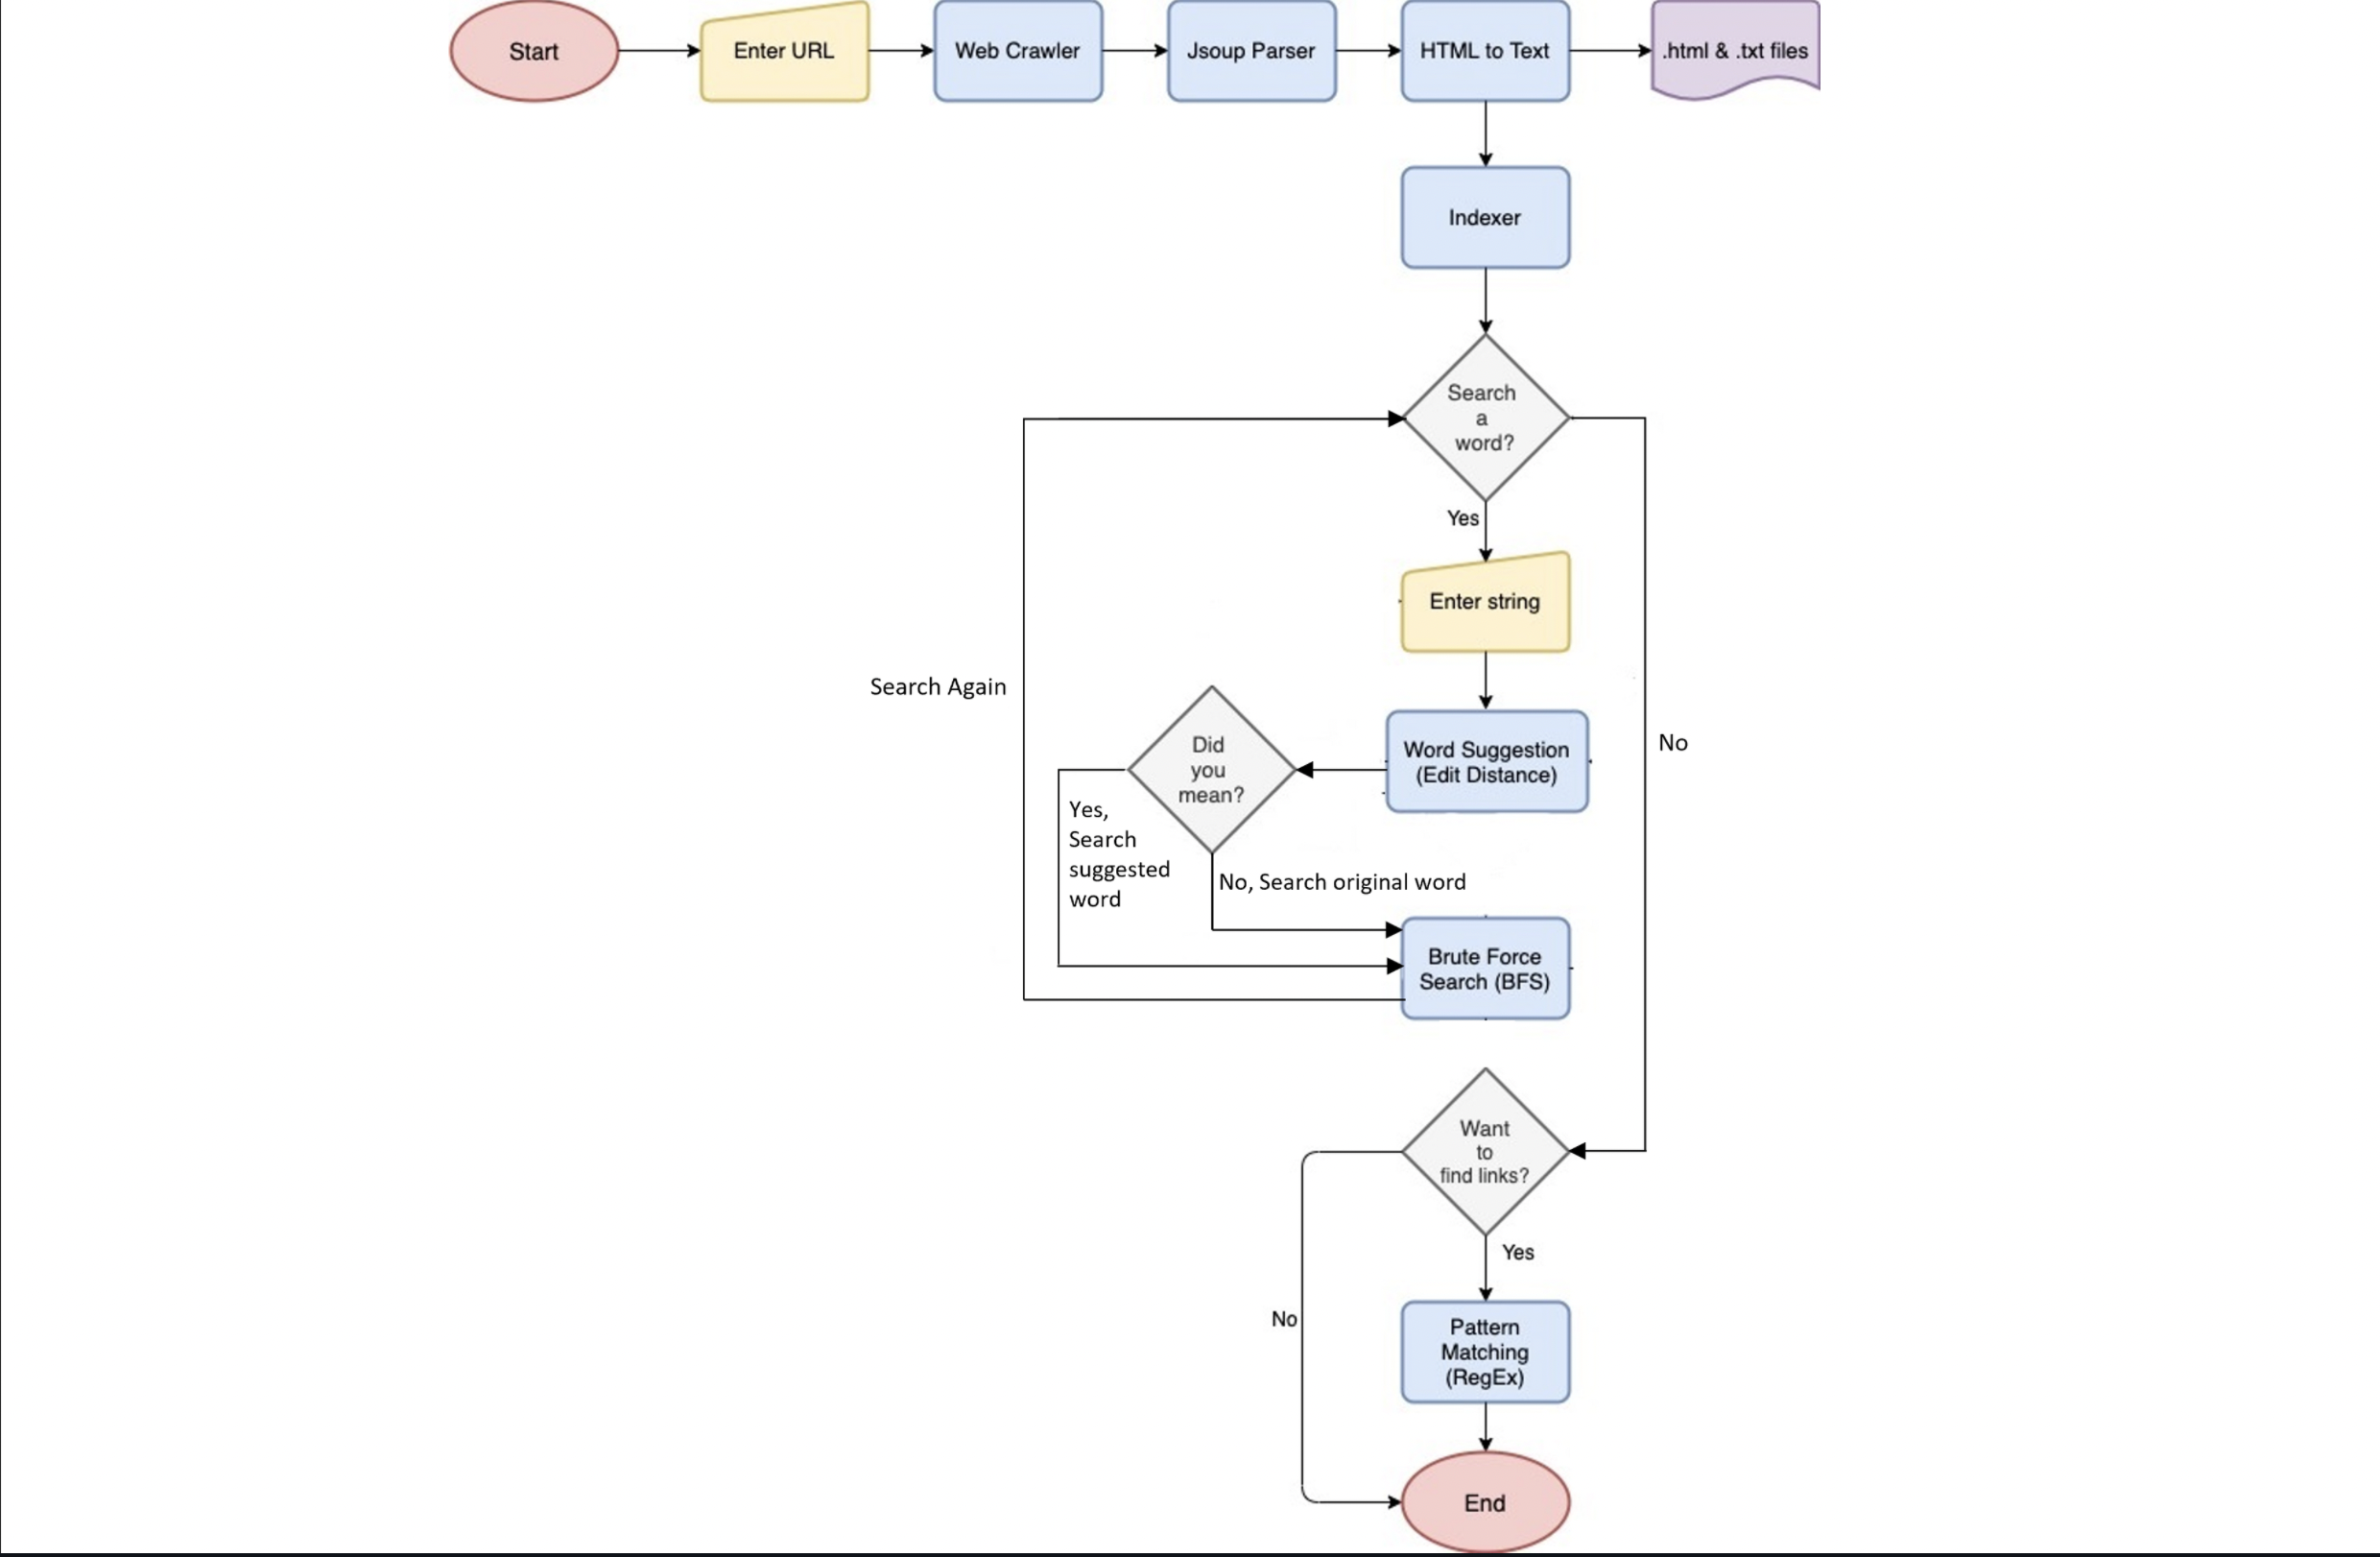 Start
Enter URL
Web Crawler
Jsoup Parser
HTML to Text
.html & .txt files
Indexer
Search
a
word?
Yes
Enter string
Search Again
Did
you
mean?
Word Suggestion
(Edit Distance)
No
Yes,
Search
suggested
word
No, Search original word
Brute Force
Search (BFS)
Want
to
find links?
Yes
No
Pattern
Matching
(RegEx)
End